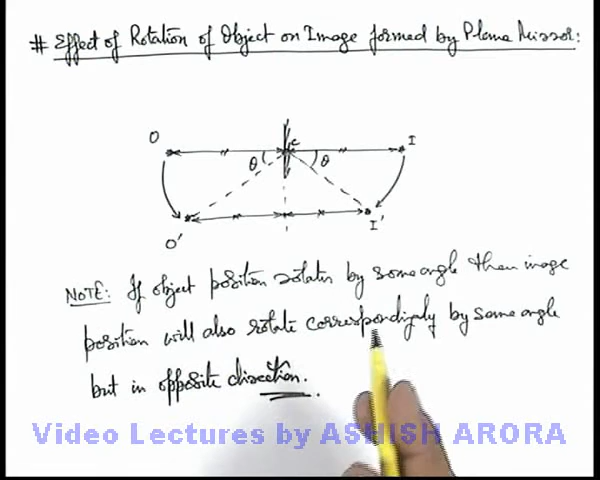 # Effect of Rotation of Object on Image formed by Plane Mirror:
O C I
θ θ
O' I'
NOTE: If object position rotates by some angle then image
position will also rotate correspondingly by same angle
but in opposite direction.
Video Lectures by ASHISH ARORA